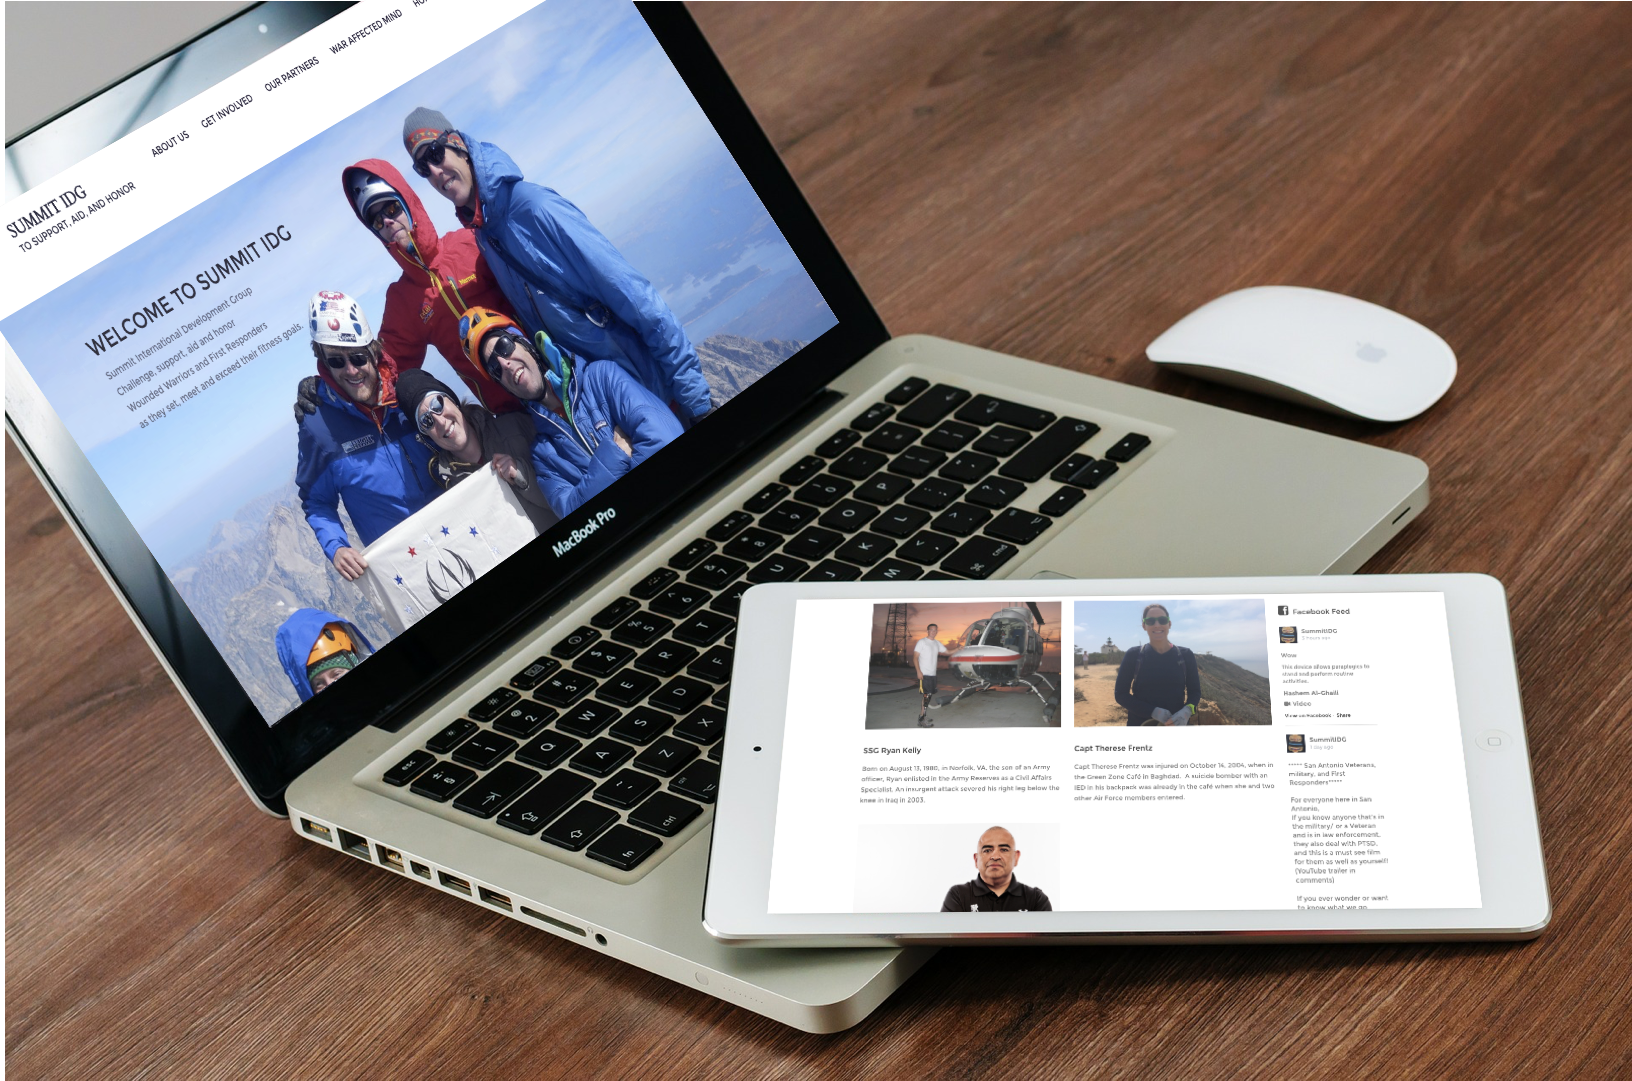 ABOUT US
GET INVOLVED
OUR PARTNERS
WAR AFFECTED MIND
SUMMIT IDG
TO SUPPORT, AID, AND HONOR
WELCOME TO SUMMIT IDG
Summit International Development Group
Challenge, support, aid and honor
Wounded Warriors and First Responders
as they set, meet and exceed their fitness goals.
MacBook Pro
esc
fn
ctrl
cmd
SSG Ryan Kelly
Born on August 13, 1980, in Norfolk, VA, the son of an Army
officer, Ryan enlisted in the Army Reserves as a Civil Affairs
Specialist. An insurgent attack severed his right leg below the
knee in Iraq in 2003.
Capt Therese Frentz
Capt Therese Frentz was injured on October 14, 2004, when in
the Green Zone Café in Baghdad. A suicide bomber with an
IED in his backpack was already in the café when she and two
other Air Force members entered.
Facebook Feed
SummitIDG
2 hours ago
Wow
This device allows paraplegics to
stand and perform routine
activities.
Hashem Al-Ghaili
Video
View on Facebook · Share
SummitIDG
1 day ago
***** San Antonio Veterans,
military, and First
Responders*****
For everyone here in San
Antonio,
If you know anyone that's in
the military/ or a Veteran
and is in law enforcement,
they also deal with PTSD,
and this is a must see film
for them as well as yourself!
(YouTube trailer in
comments)
If you ever wonder or want
to know what we go